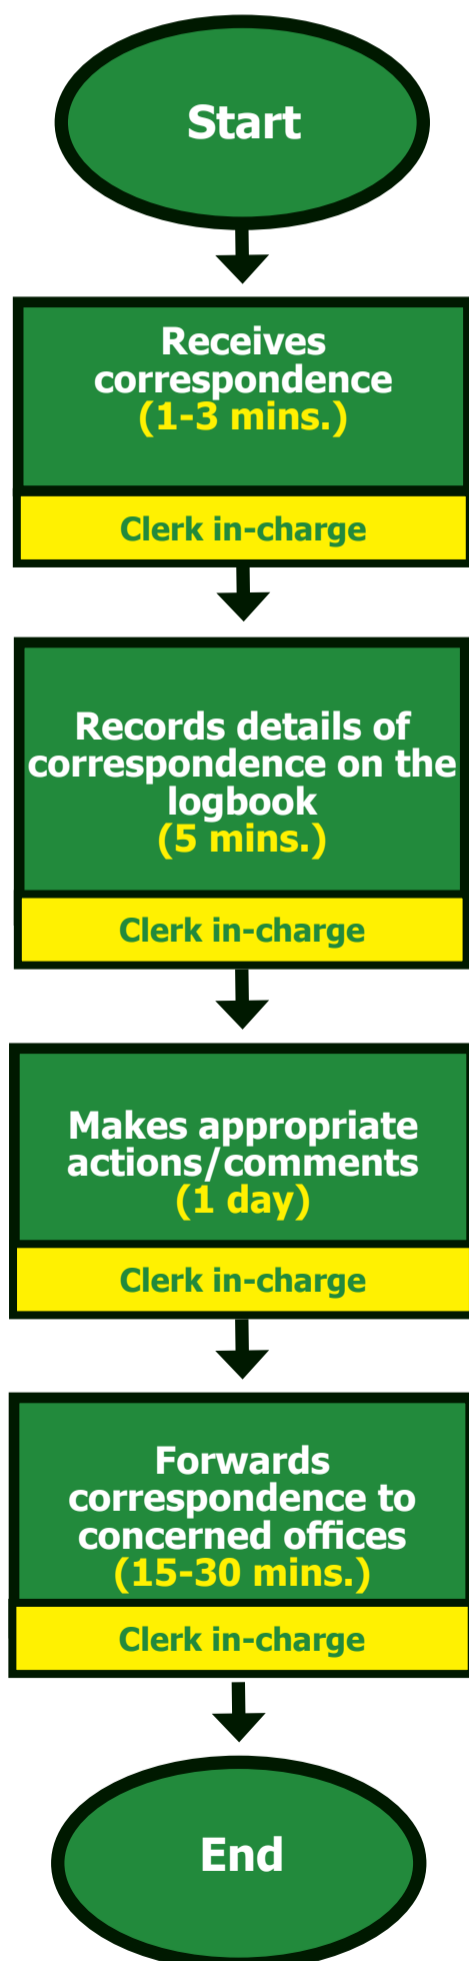 Start
Receives
correspondence
(1-3 mins.)
Clerk in-charge
Records details of
correspondence on the
logbook
(5 mins.)
Clerk in-charge
Makes appropriate
actions/comments
(1 day)
Clerk in-charge
Forwards
correspondence to
concerned offices
(15-30 mins.)
Clerk in-charge
End